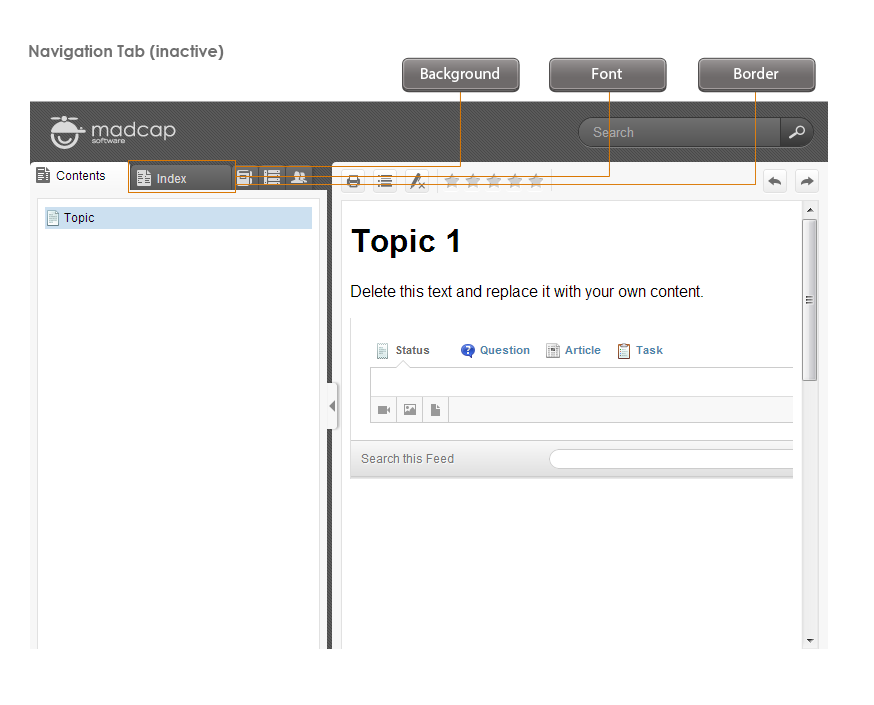 Navigation Tab (inactive)
Background Font Border
madcap
software
Search
Contents Index
Topic
Topic 1
Delete this text and replace it with your own content.
Status Question Article Task
Search this Feed